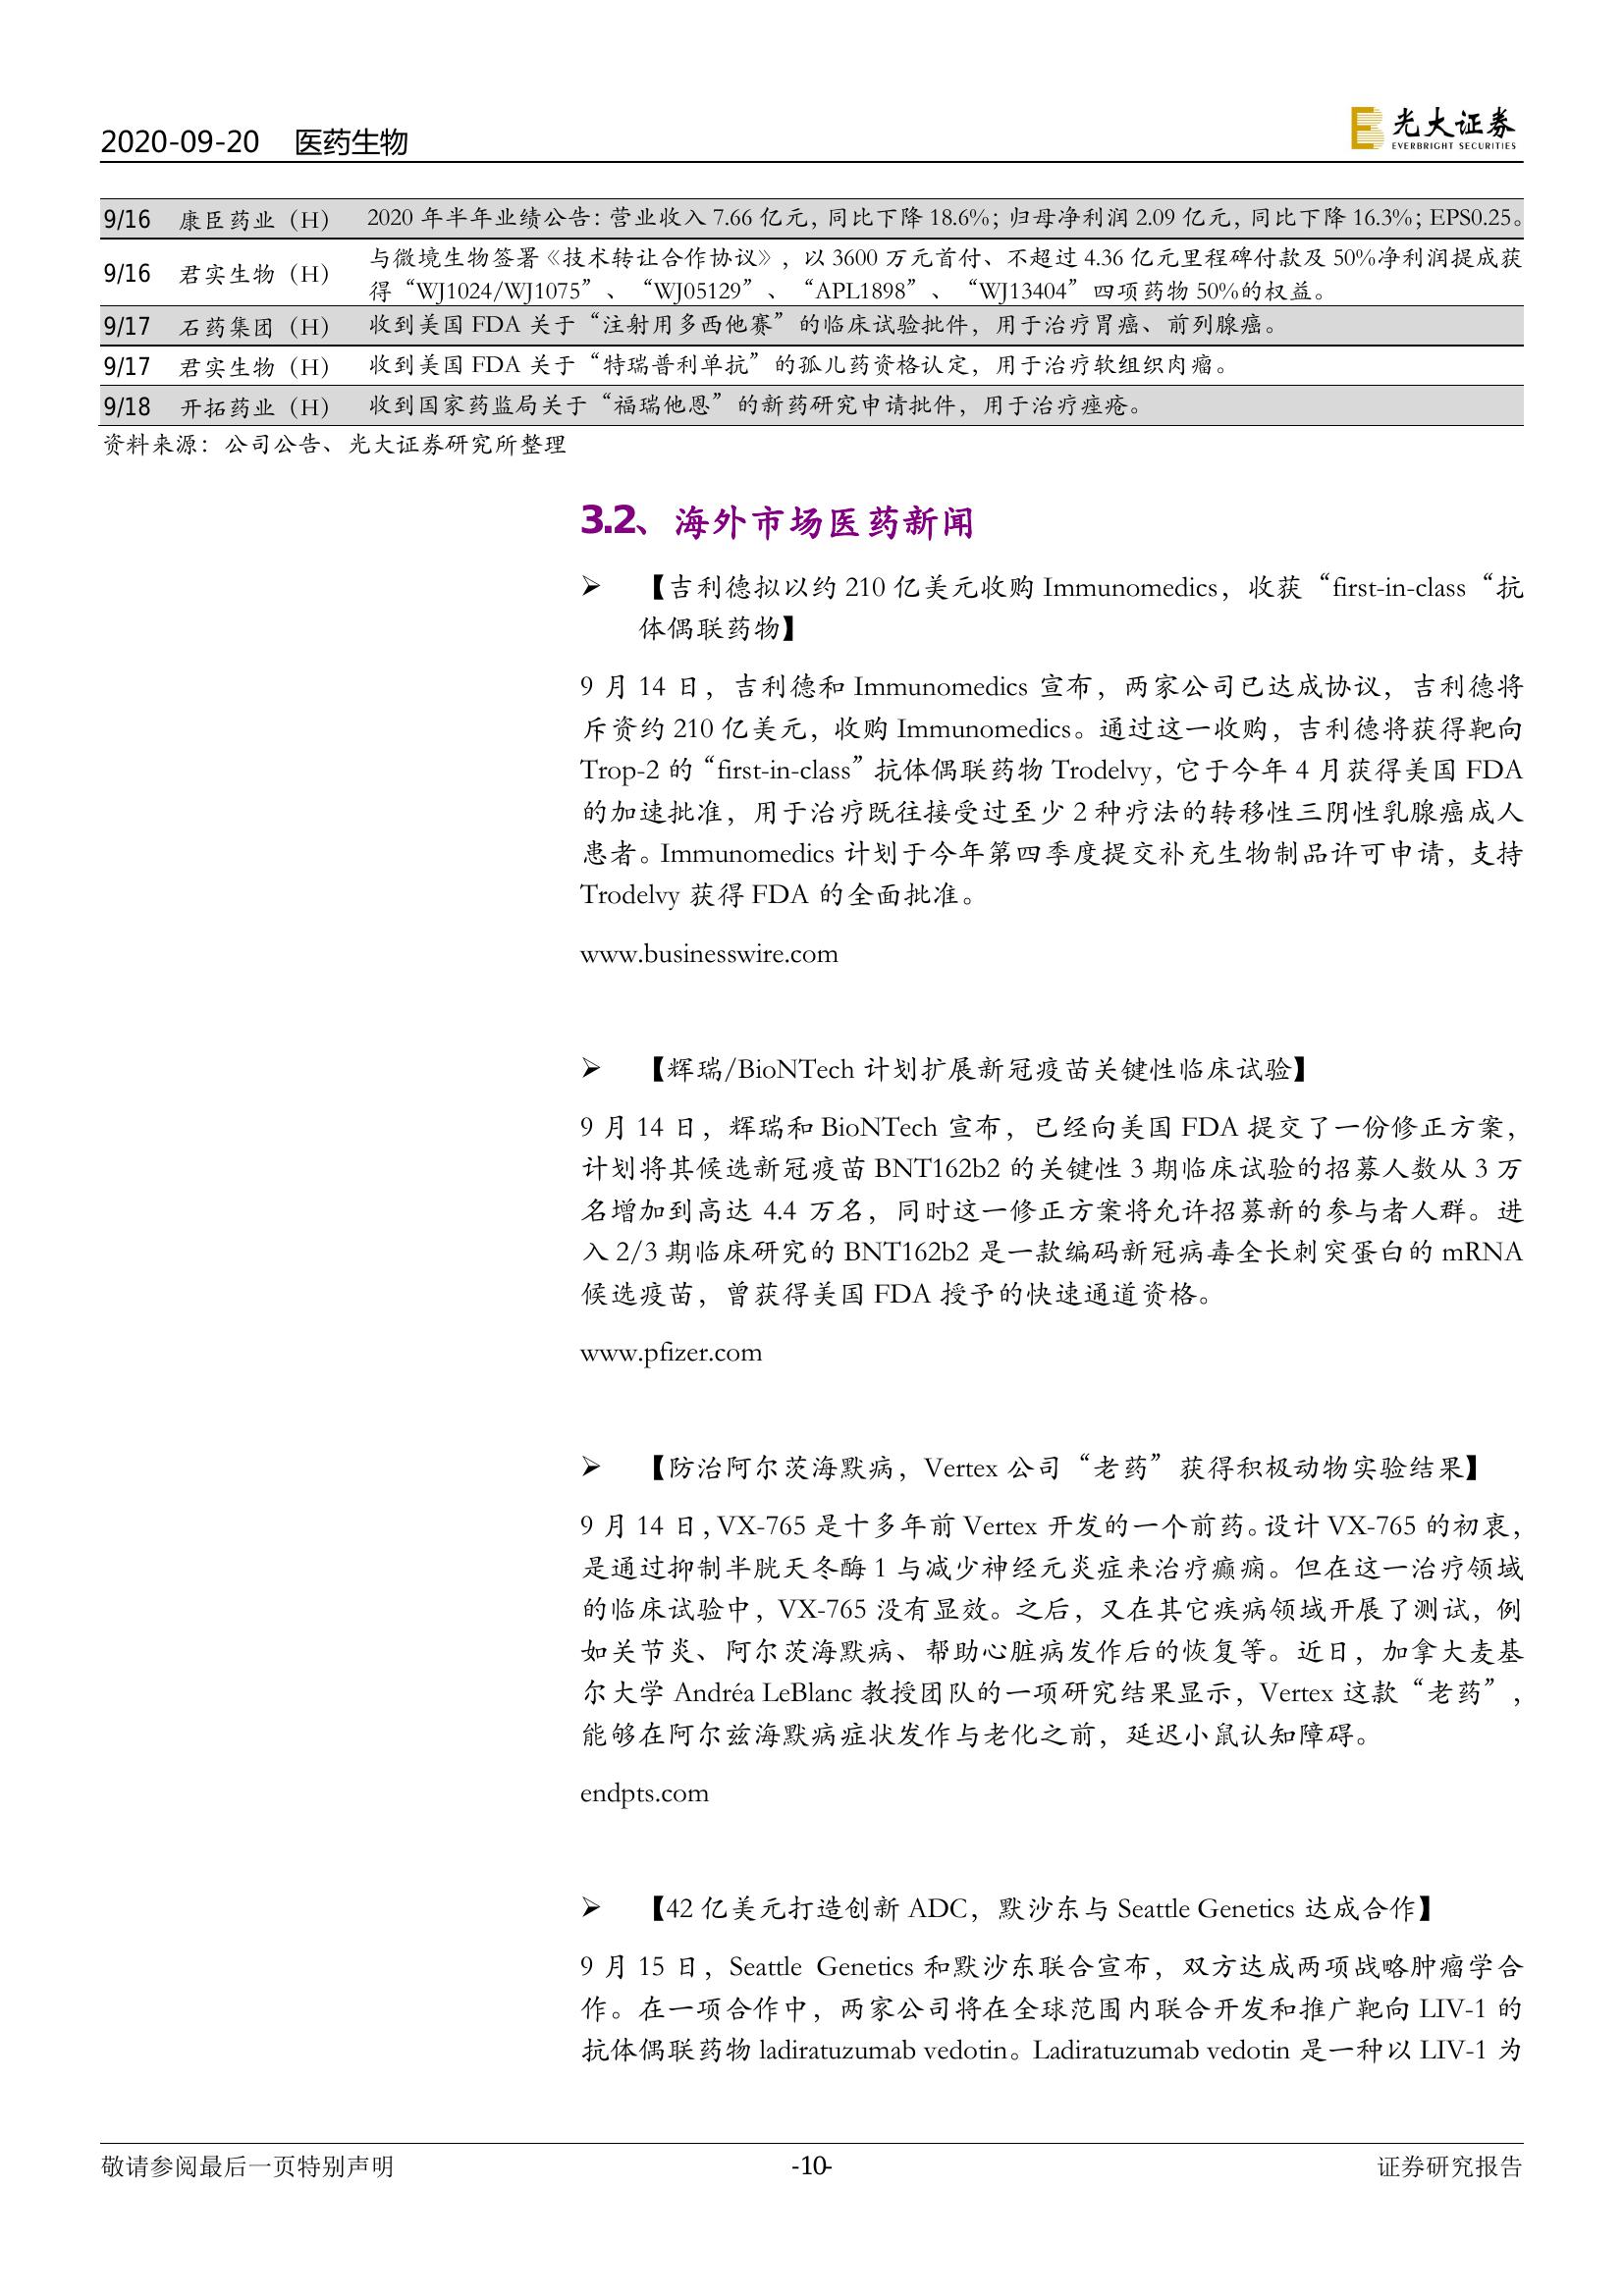 2020-09-20 医药生物
光大证券
EVERBRIGHT SECURITIES
9/16 康臣药业（H） 2020 年半年业绩公告：营业收入 7.66 亿元，同比下降 18.6%；归母净利润 2.09 亿元，同比下降 16.3%；EPS0.25。
9/16 君实生物（H） 与微境生物签署《技术转让合作协议》，以 3600 万元首付、不超过 4.36 亿元里程碑付款及 50%净利润提成获
得“WJ1024/WJ1075”、“WJ05129”、“APL1898”、“WJ13404”四项药物 50%的权益。
9/17 石药集团（H） 收到美国 FDA 关于“注射用多西他赛”的临床试验批件，用于治疗胃癌、前列腺癌。
9/17 君实生物（H） 收到美国 FDA 关于“特瑞普利单抗”的孤儿药资格认定，用于治疗软组织肉瘤。
9/18 开拓药业（H） 收到国家药监局关于“福瑞他恩”的新药研究申请批件，用于治疗痤疮。
资料来源：公司公告、光大证券研究所整理
3.2、海外市场医药新闻
➢ 【吉利德拟以约 210 亿美元收购 Immunomedics，收获“first-in-class“抗
体偶联药物】
9 月 14 日，吉利德和 Immunomedics 宣布，两家公司已达成协议，吉利德将
斥资约 210 亿美元，收购 Immunomedics。通过这一收购，吉利德将获得靶向
Trop-2 的“first-in-class”抗体偶联药物 Trodelvy，它于今年 4 月获得美国 FDA
的加速批准，用于治疗既往接受过至少 2 种疗法的转移性三阴性乳腺癌成人
患者。Immunomedics 计划于今年第四季度提交补充生物制品许可申请，支持
Trodelvy 获得 FDA 的全面批准。
www.businesswire.com
➢ 【辉瑞/BioNTech 计划扩展新冠疫苗关键性临床试验】
9 月 14 日，辉瑞和 BioNTech 宣布，已经向美国 FDA 提交了一份修正方案，
计划将其候选新冠疫苗 BNT162b2 的关键性 3 期临床试验的招募人数从 3 万
名增加到高达 4.4 万名，同时这一修正方案将允许招募新的参与者人群。进
入 2/3 期临床研究的 BNT162b2 是一款编码新冠病毒全长刺突蛋白的 mRNA
候选疫苗，曾获得美国 FDA 授予的快速通道资格。
www.pfizer.com
➢ 【防治阿尔茨海默病，Vertex 公司“老药”获得积极动物实验结果】
9 月 14 日，VX-765 是十多年前 Vertex 开发的一个前药。设计 VX-765 的初衷，
是通过抑制半胱天冬酶 1 与减少神经元炎症来治疗癫痫。但在这一治疗领域
的临床试验中，VX-765 没有显效。之后，又在其它疾病领域开展了测试，例
如关节炎、阿尔茨海默病、帮助心脏病发作后的恢复等。近日，加拿大麦基
尔大学 Andréa LeBlanc 教授团队的一项研究结果显示，Vertex 这款“老药”，
能够在阿尔兹海默病症状发作与老化之前，延迟小鼠认知障碍。
endpts.com
➢ 【42 亿美元打造创新 ADC，默沙东与 Seattle Genetics 达成合作】
9 月 15 日，Seattle Genetics 和默沙东联合宣布，双方达成两项战略肿瘤学合
作。在一项合作中，两家公司将在全球范围内联合开发和推广靶向 LIV-1 的
抗体偶联药物 ladiratuzumab vedotin。Ladiratuzumab vedotin 是一种以 LIV-1 为
敬请参阅最后一页特别声明 -10- 证券研究报告